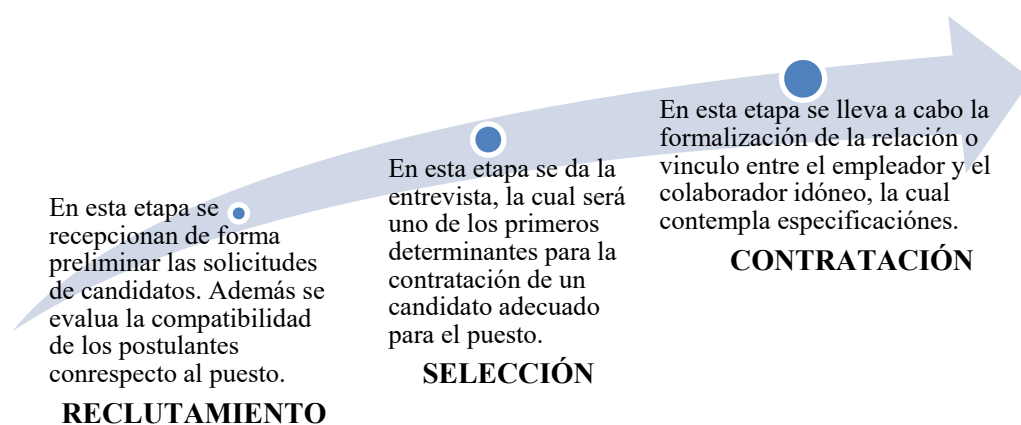 En esta etapa se
recepcionan de forma
preliminar las solicitudes
de candidatos. Además se
evalua la compatibilidad
de los postulantes
conrespecto al puesto.
RECLUTAMIENTO
En esta etapa se da la
entrevista, la cual será
uno de los primeros
determinantes para la
contratación de un
candidato adecuado
para el puesto.
SELECCIÓN
En esta etapa se lleva a cabo la
formalización de la relación o
vinculo entre el empleador y el
colaborador idóneo, la cual
contempla especificaciónes.
CONTRATACIÓN